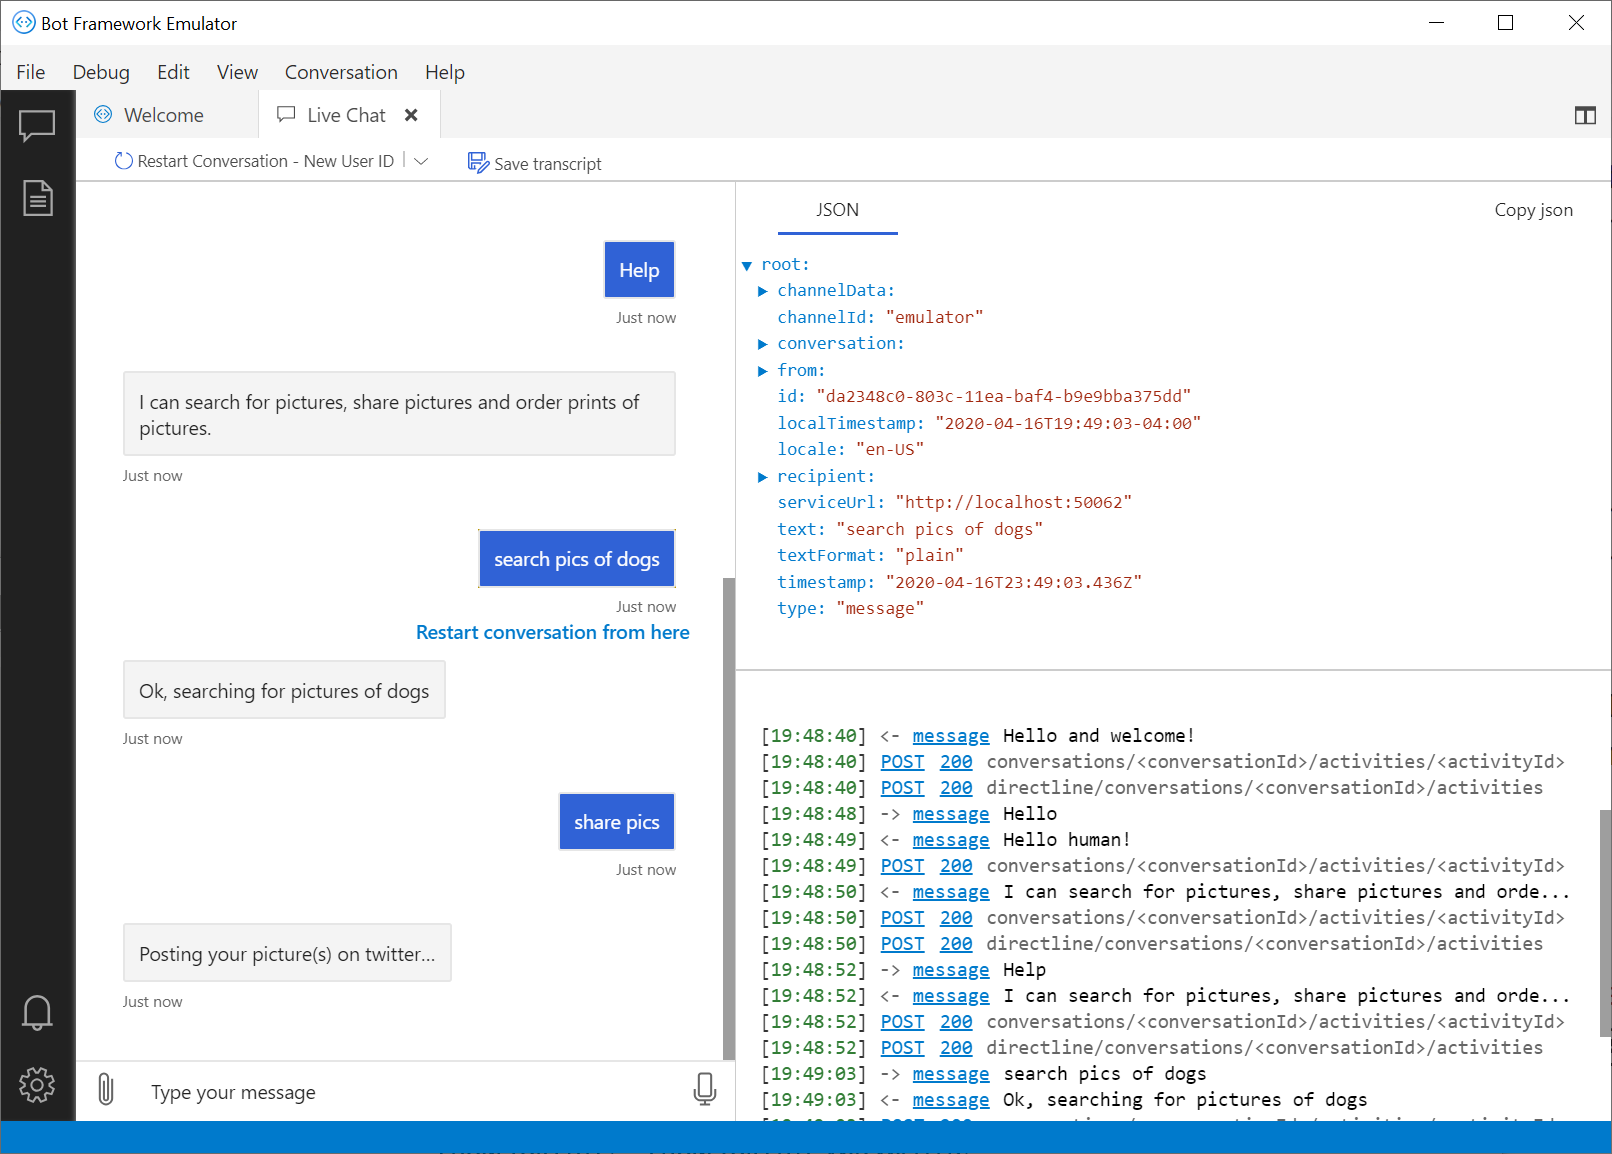 Bot Framework Emulator
File Debug Edit View Conversation Help
Welcome Live Chat
Restart Conversation - New User ID Save transcript
Help
Just now
I can search for pictures, share pictures and order prints of
pictures.
Just now
search pics of dogs
Just now
Restart conversation from here
Ok, searching for pictures of dogs
Just now
share pics
Just now
Posting your picture(s) on twitter...
Just now
Type your message
JSON Copy json
root:
channelData:
channelId: "emulator"
conversation:
from:
id: "da2348c0-803c-11ea-baf4-b9e9bba375dd"
localTimestamp: "2020-04-16T19:49:03-04:00"
locale: "en-US"
recipient:
serviceUrl: "http://localhost:50062"
text: "search pics of dogs"
textFormat: "plain"
timestamp: "2020-04-16T23:49:03.436Z"
type: "message"
[19:48:40] <- message Hello and welcome!
[19:48:40] POST 200 conversations/<conversationId>/activities/<activityId>
[19:48:40] POST 200 directline/conversations/<conversationId>/activities
[19:48:48] -> message Hello
[19:48:49] <- message Hello human!
[19:48:49] POST 200 conversations/<conversationId>/activities/<activityId>
[19:48:50] <- message I can search for pictures, share pictures and orde...
[19:48:50] POST 200 conversations/<conversationId>/activities/<activityId>
[19:48:50] POST 200 directline/conversations/<conversationId>/activities
[19:48:52] -> message Help
[19:48:52] <- message I can search for pictures, share pictures and orde...
[19:48:52] POST 200 conversations/<conversationId>/activities/<activityId>
[19:48:52] POST 200 directline/conversations/<conversationId>/activities
[19:49:03] -> message search pics of dogs
[19:49:03] <- message Ok, searching for pictures of dogs